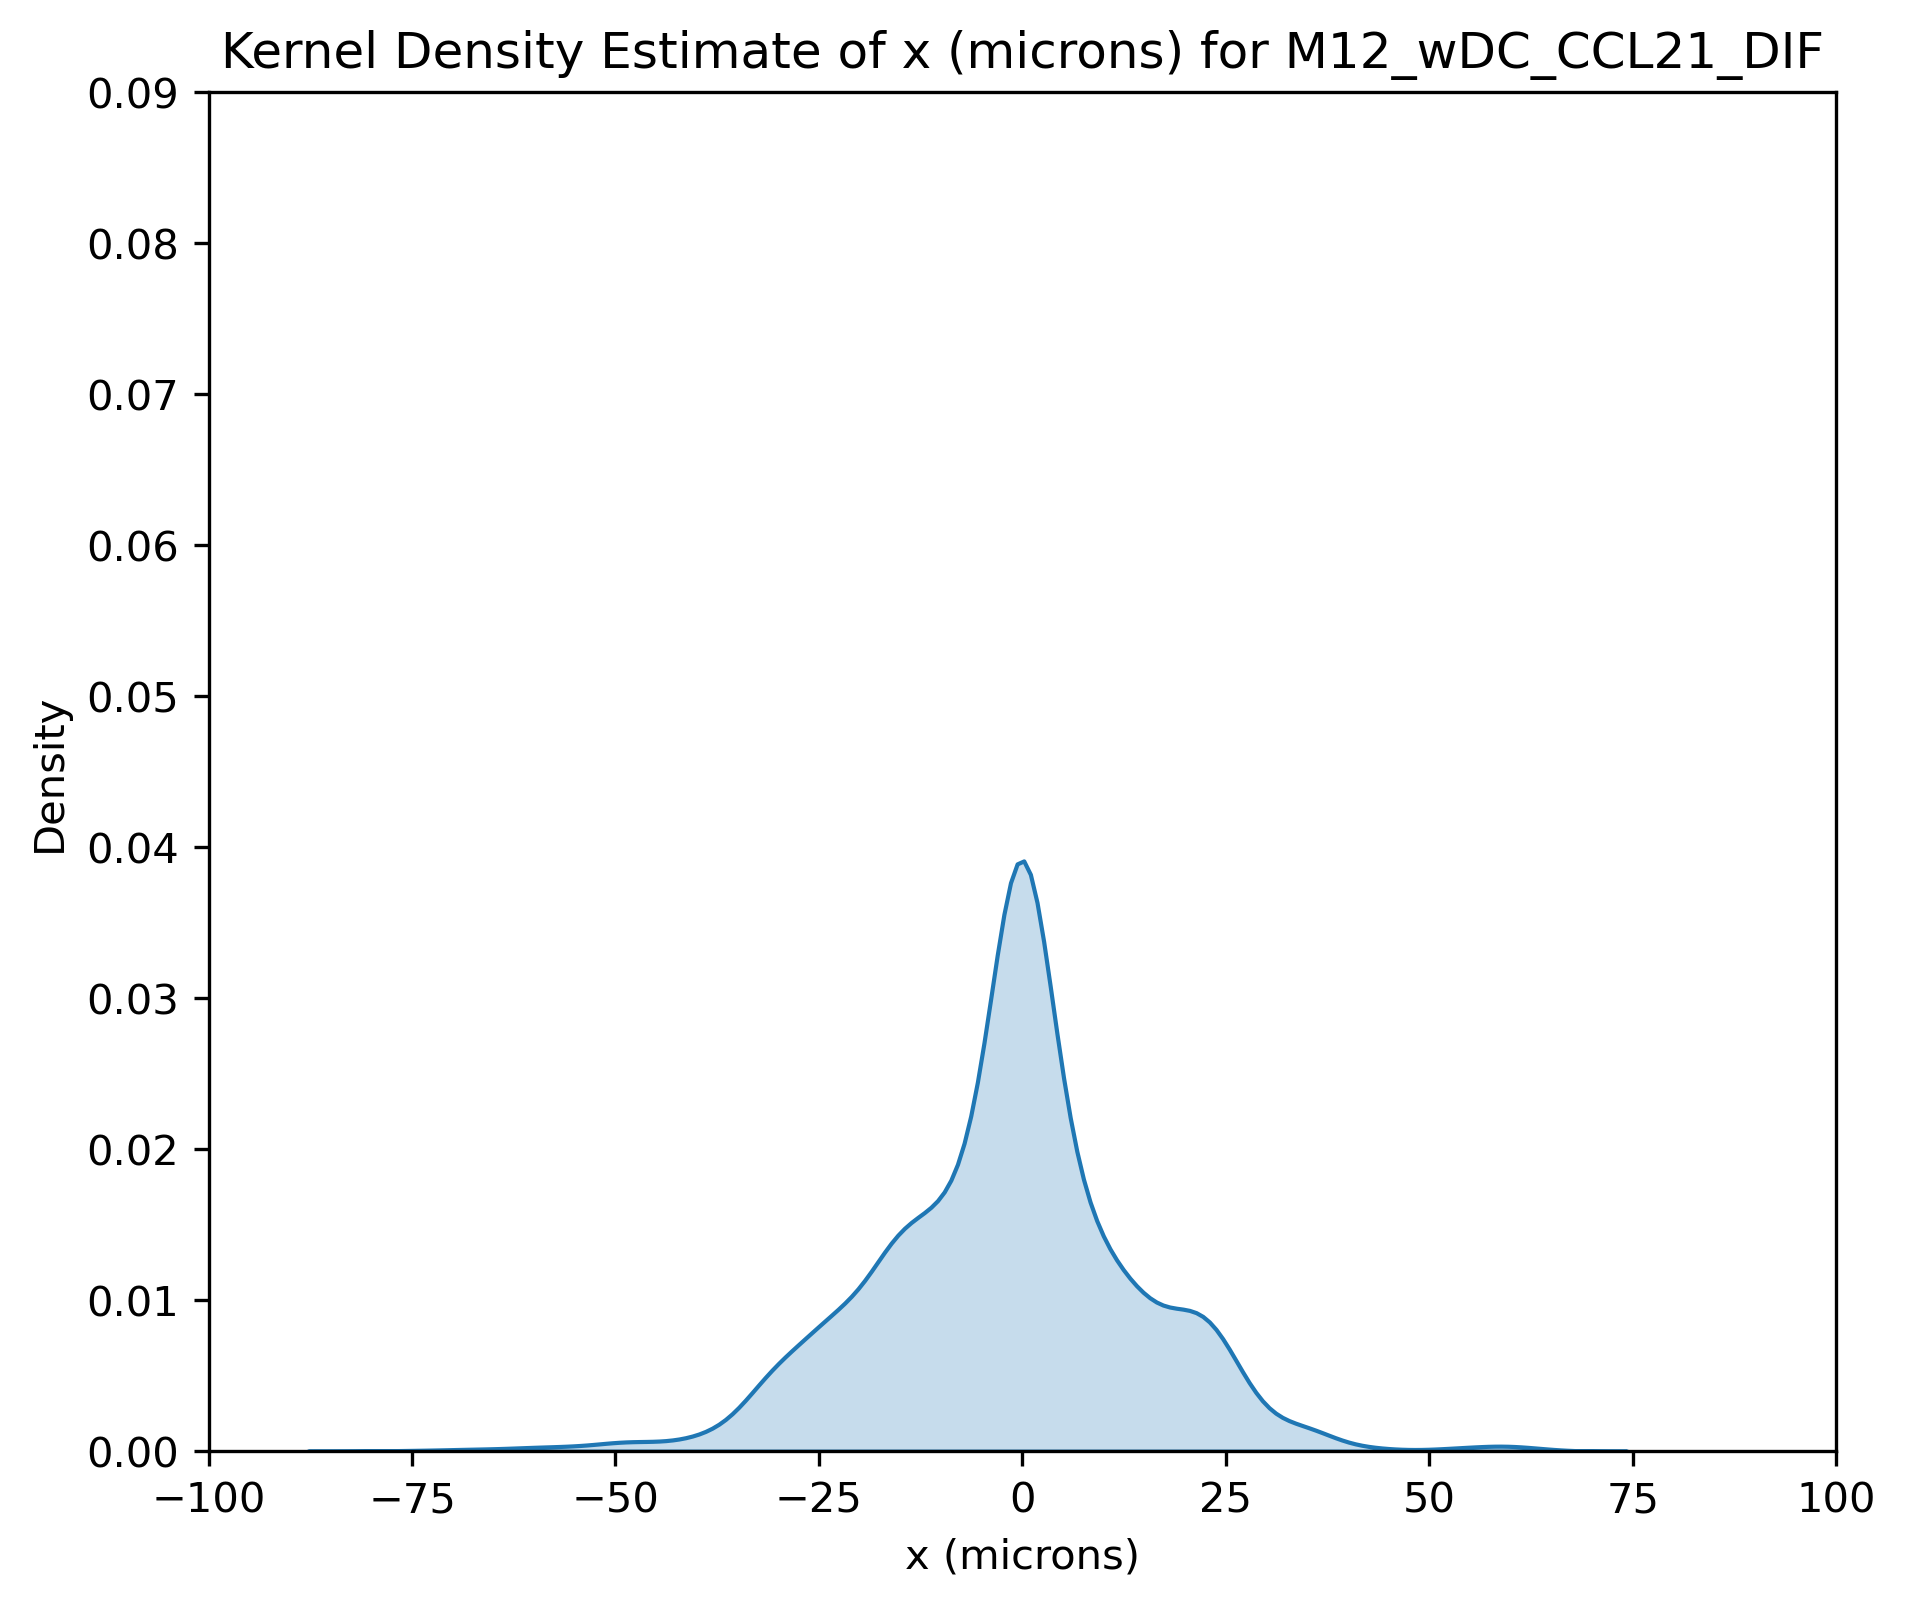 Kernel Density Estimate of x (microns) for M12_wDC_CCL21_DIF
0.09
0.08
0.07
0.06
0.05
0.04
0.03
0.02
0.01
0.00
Density
−100 −75 −50 −25 0 25 50 75 100
x (microns)